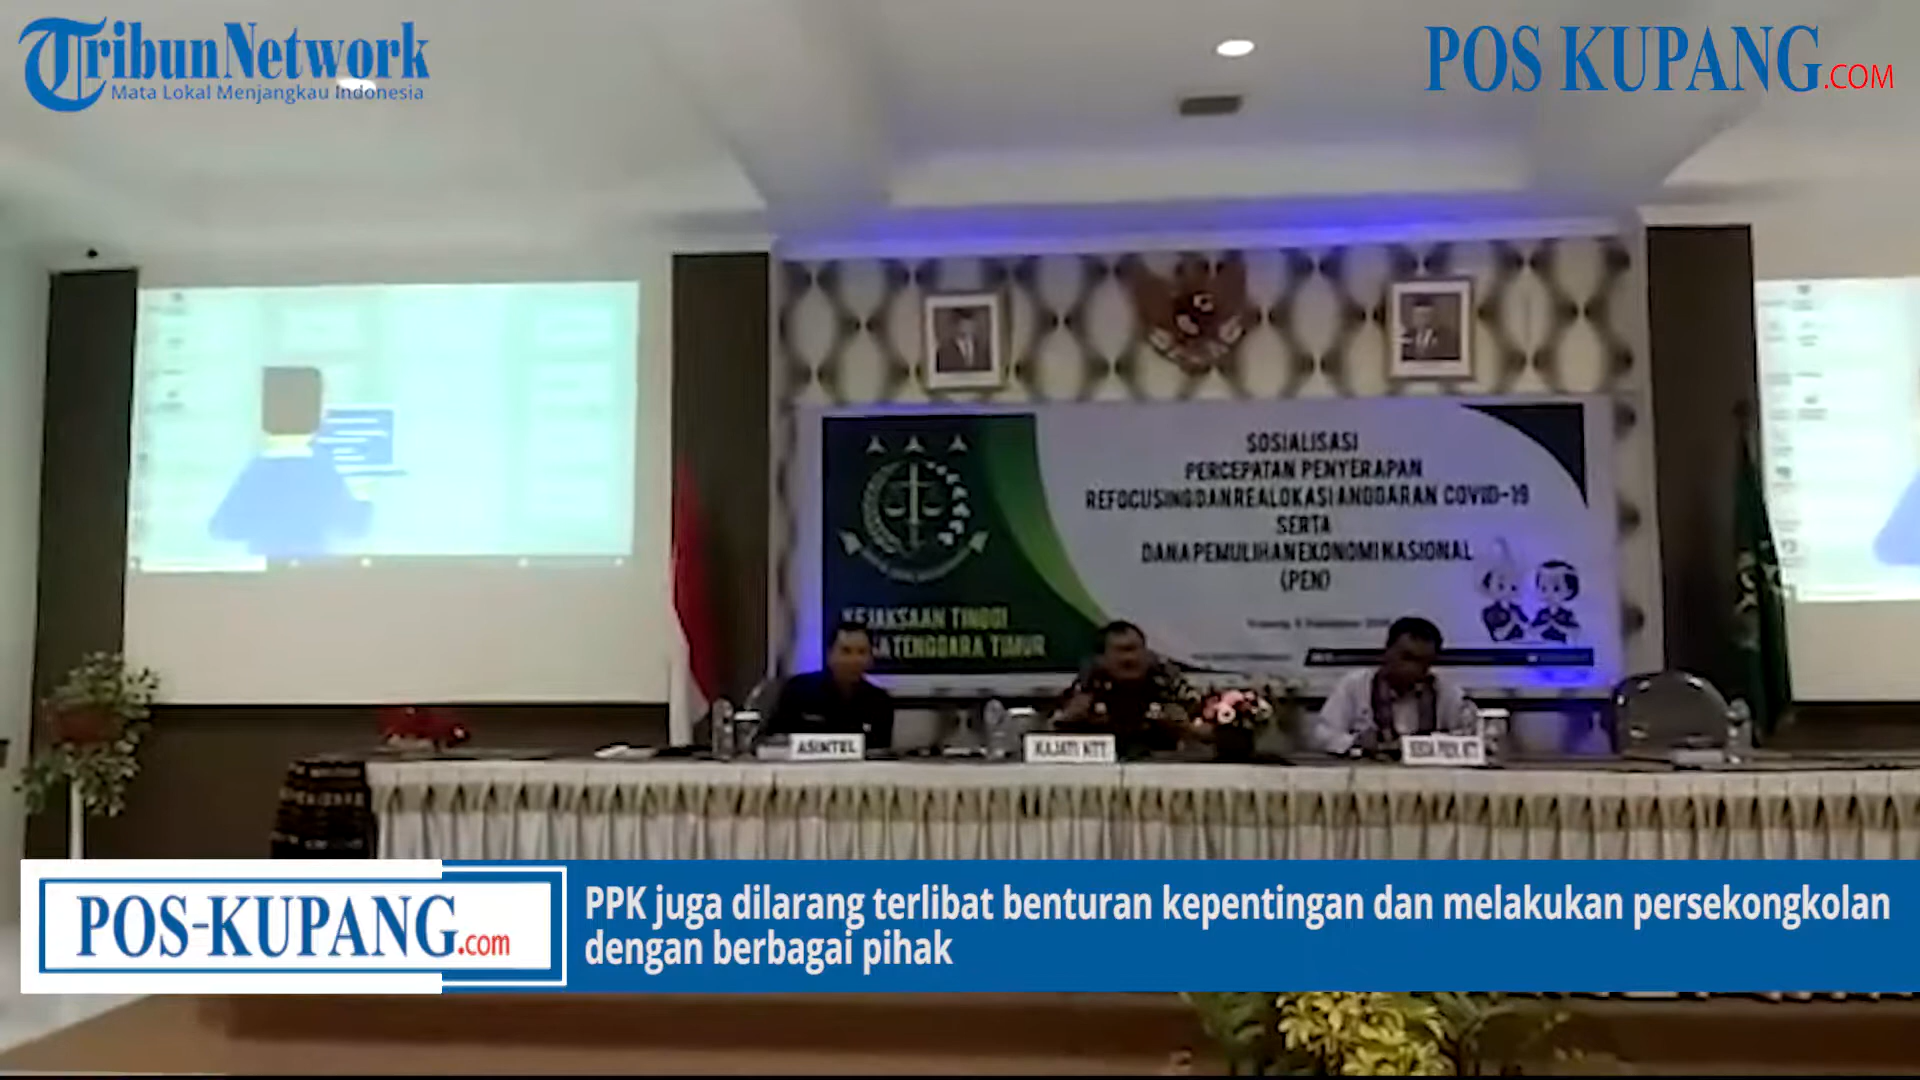 TribunNetwork
Mata Lokal Menjangkau Indonesia
POS KUPANG.COM
SOSIALISASI
PERCEPATAN PENYERAPAN
REFOCUSING DAN REALOKASI ANGGARAN COVID-19
SERTA
DANA PEMULIHAN EKONOMI NASIONAL
(PEN)
KEJAKSAAN TINGGI
TENGGARA TIMUR
ASINTEL
KAJATI NTT
POS-KUPANG.com
PPK juga dilarang terlibat benturan kepentingan dan melakukan persekongkolan
dengan berbagai pihak